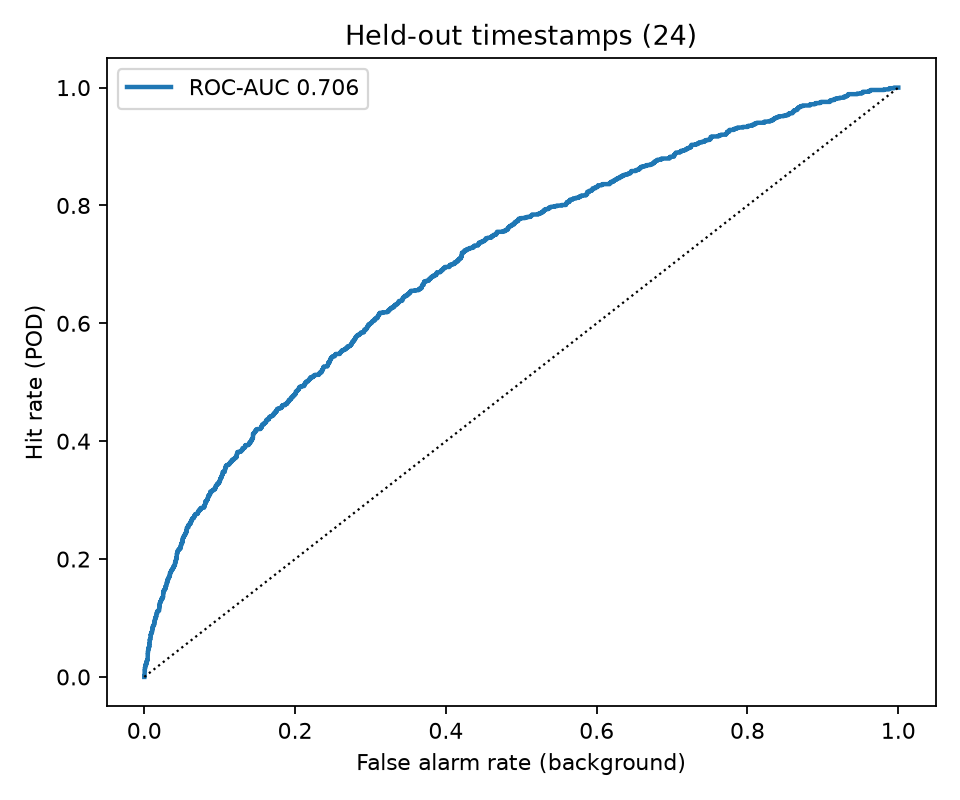 Held-out timestamps (24)
ROC-AUC 0.706
1.0
0.8
0.6
0.4
0.2
0.0
Hit rate (POD)
0.0 0.2 0.4 0.6 0.8 1.0
False alarm rate (background)